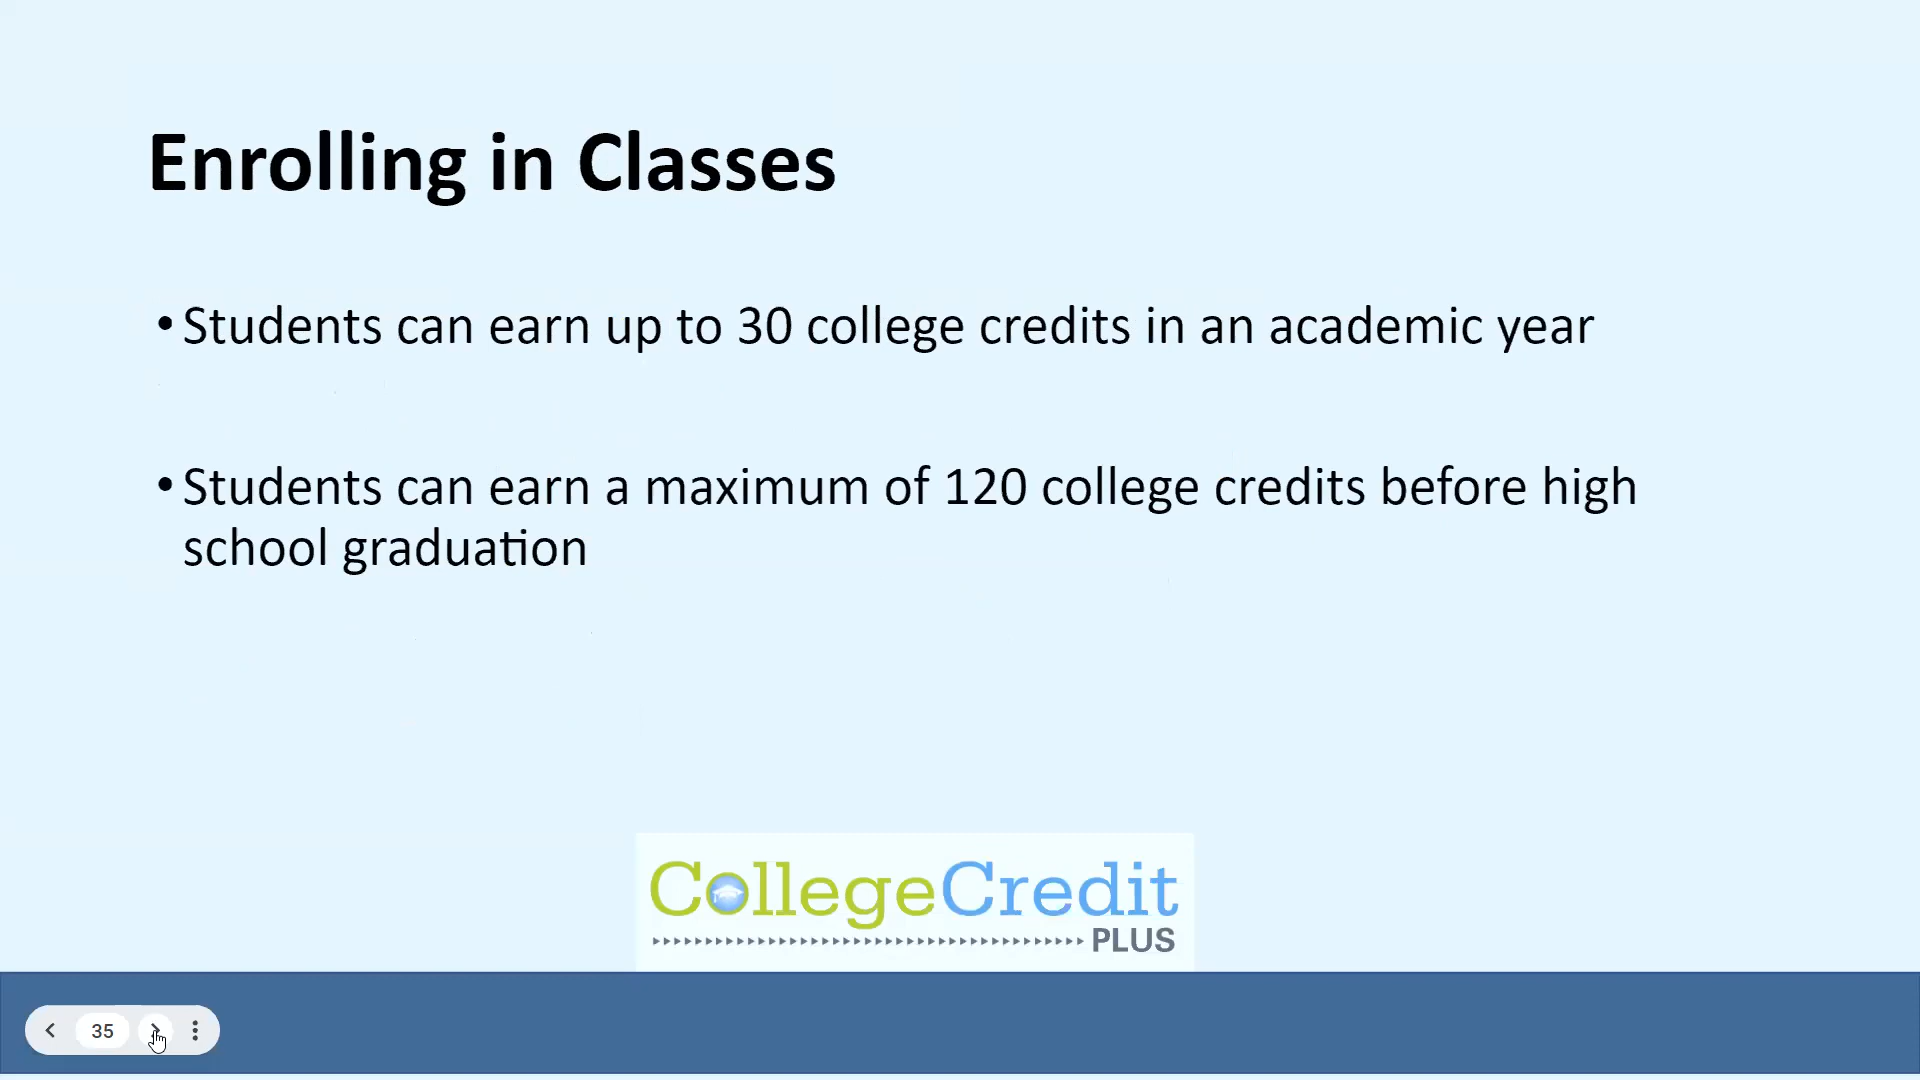 Enrolling in Classes
•Students can earn up to 30 college credits in an academic year
•Students can earn a maximum of 120 college credits before high
school graduation
CollegeCredit
PLUS
35